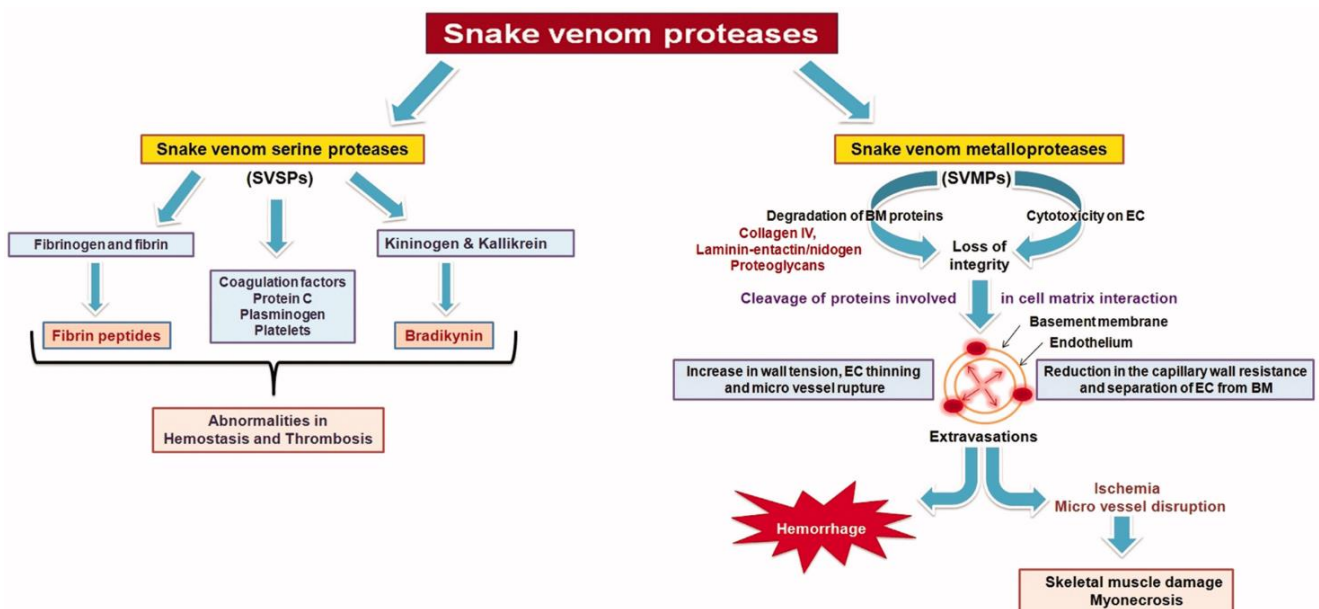 Snake venom proteases
Snake venom serine proteases
(SVSPs)
Fibrinogen and fibrin
Fibrin peptides
Coagulation factors
Protein C
Plasminogen
Platelets
Kininogen & Kallikrein
Bradikynin
Abnormalities in
Hemostasis and Thrombosis
Snake venom metalloproteases
(SVMPs)
Degradation of BM proteins
Collagen IV,
Laminin-entactin/nidogen
Proteoglycans
Cytotoxicity on EC
Loss of
integrity
Cleavage of proteins involved in cell matrix interaction
Basement membrane
Endothelium
Increase in wall tension, EC thinning
and micro vessel rupture
Reduction in the capillary wall resistance
and separation of EC from BM
Extravasations
Hemorrhage
Ischemia
Micro vessel disruption
Skeletal muscle damage
Myonecrosis